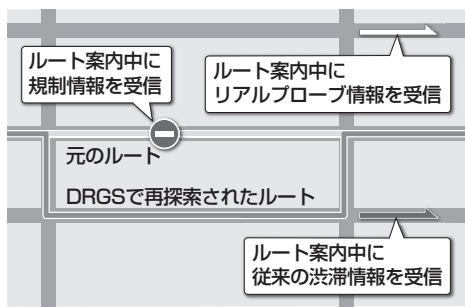 ルート案内中に
規制情報を受信
ルート案内中に
リアルプローブ情報を受信
元のルート
DRGSで再探索されたルート
ルート案内中に
従来の渋滞情報を受信